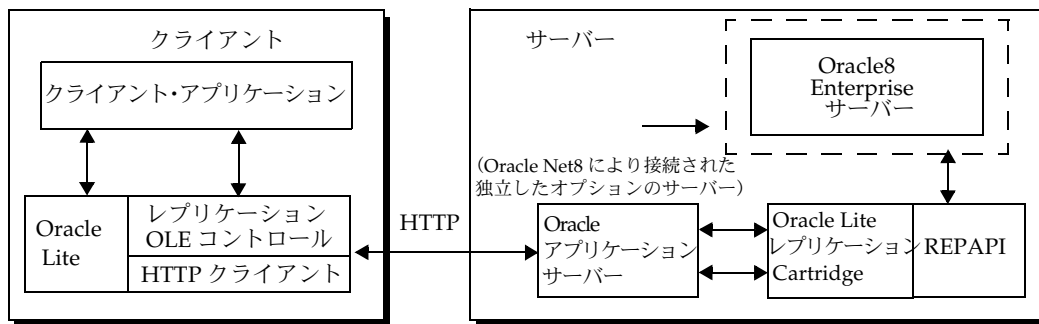 クライアント
クライアント・アプリケーション
Oracle
Lite
レプリケーション
OLE コントロール
HTTP クライアント
HTTP
サーバー
Oracle8
Enterprise
サーバー
(Oracle Net8 により接続された
独立したオプションのサーバー)
Oracle
アプリケーション
サーバー
Oracle Lite
レプリケーション
Cartridge
REPAPI